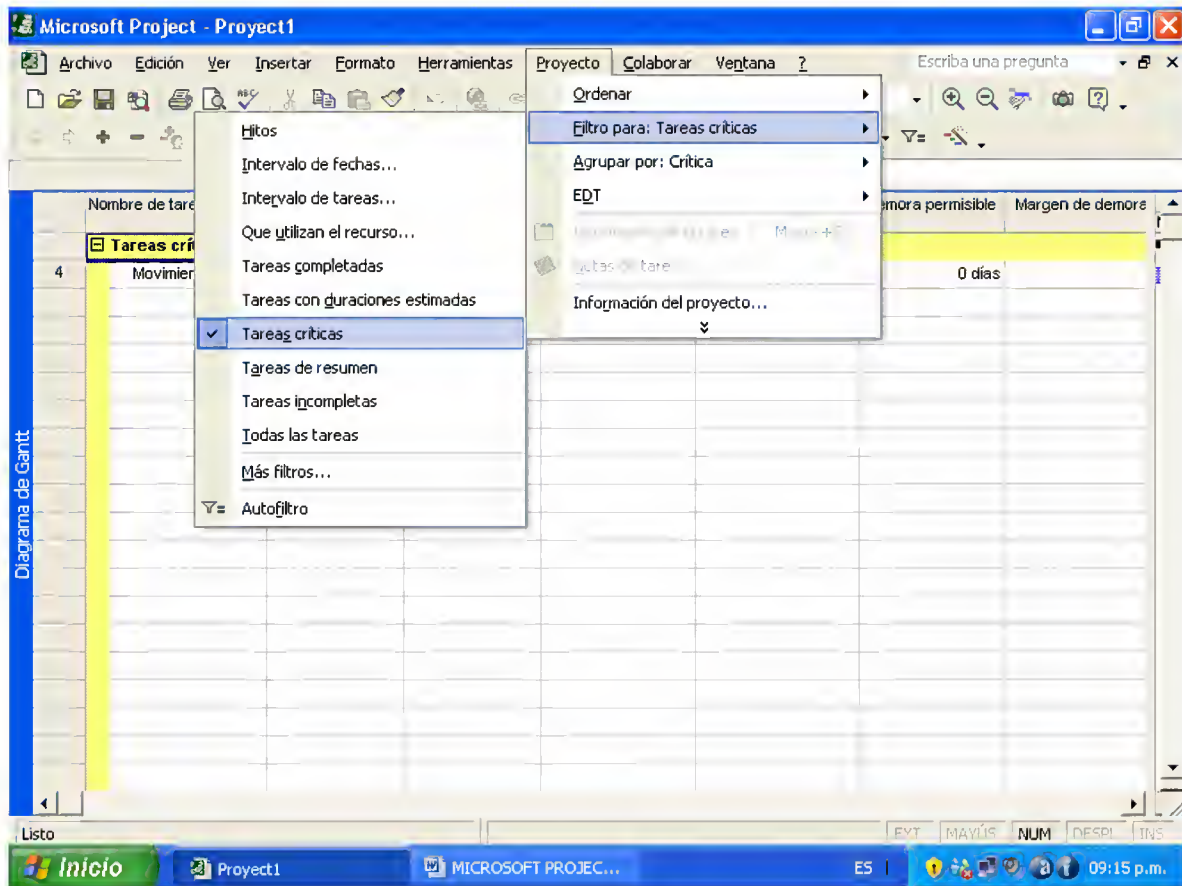 Microsoft Project - Proyect1
Archivo Edición Ver Insertar Formato Herramientas Proyecto Colaborar Ventana ? Escriba una pregunta
Ordenar
Filtro para: Tareas críticas
Agrupar por: Crítica
EDT
Información del proyecto...
Hitos
Intervalo de fechas...
Intervalo de tareas...
Que utilizan el recurso...
Tareas completadas
Tareas con duraciones estimadas
Tareas críticas
Tareas de resumen
Tareas incompletas
Todas las tareas
Más filtros...
Autofiltro
Nombre de tare
emora permisible Margen de demora
Tareas crít
4 Movimier 0 días
Diagrama de Gantt
Listo EXT MAYÚS NUM DESPL INS
Inicio Proyect1 MICROSOFT PROJEC... ES 09:15 p.m.